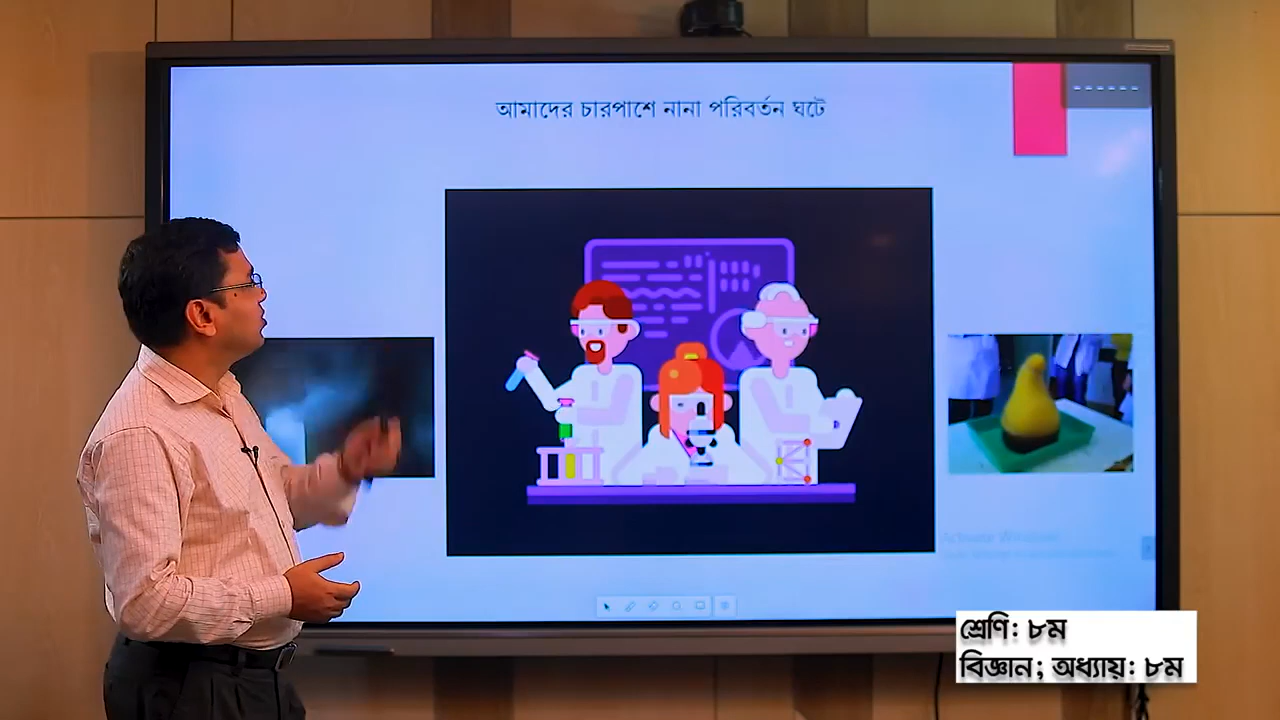 আমাদের চারপাশে নানা পরিবর্তন ঘটে
শ্রেণি: ৮ম
বিজ্ঞান; অধ্যায়: ৮ম